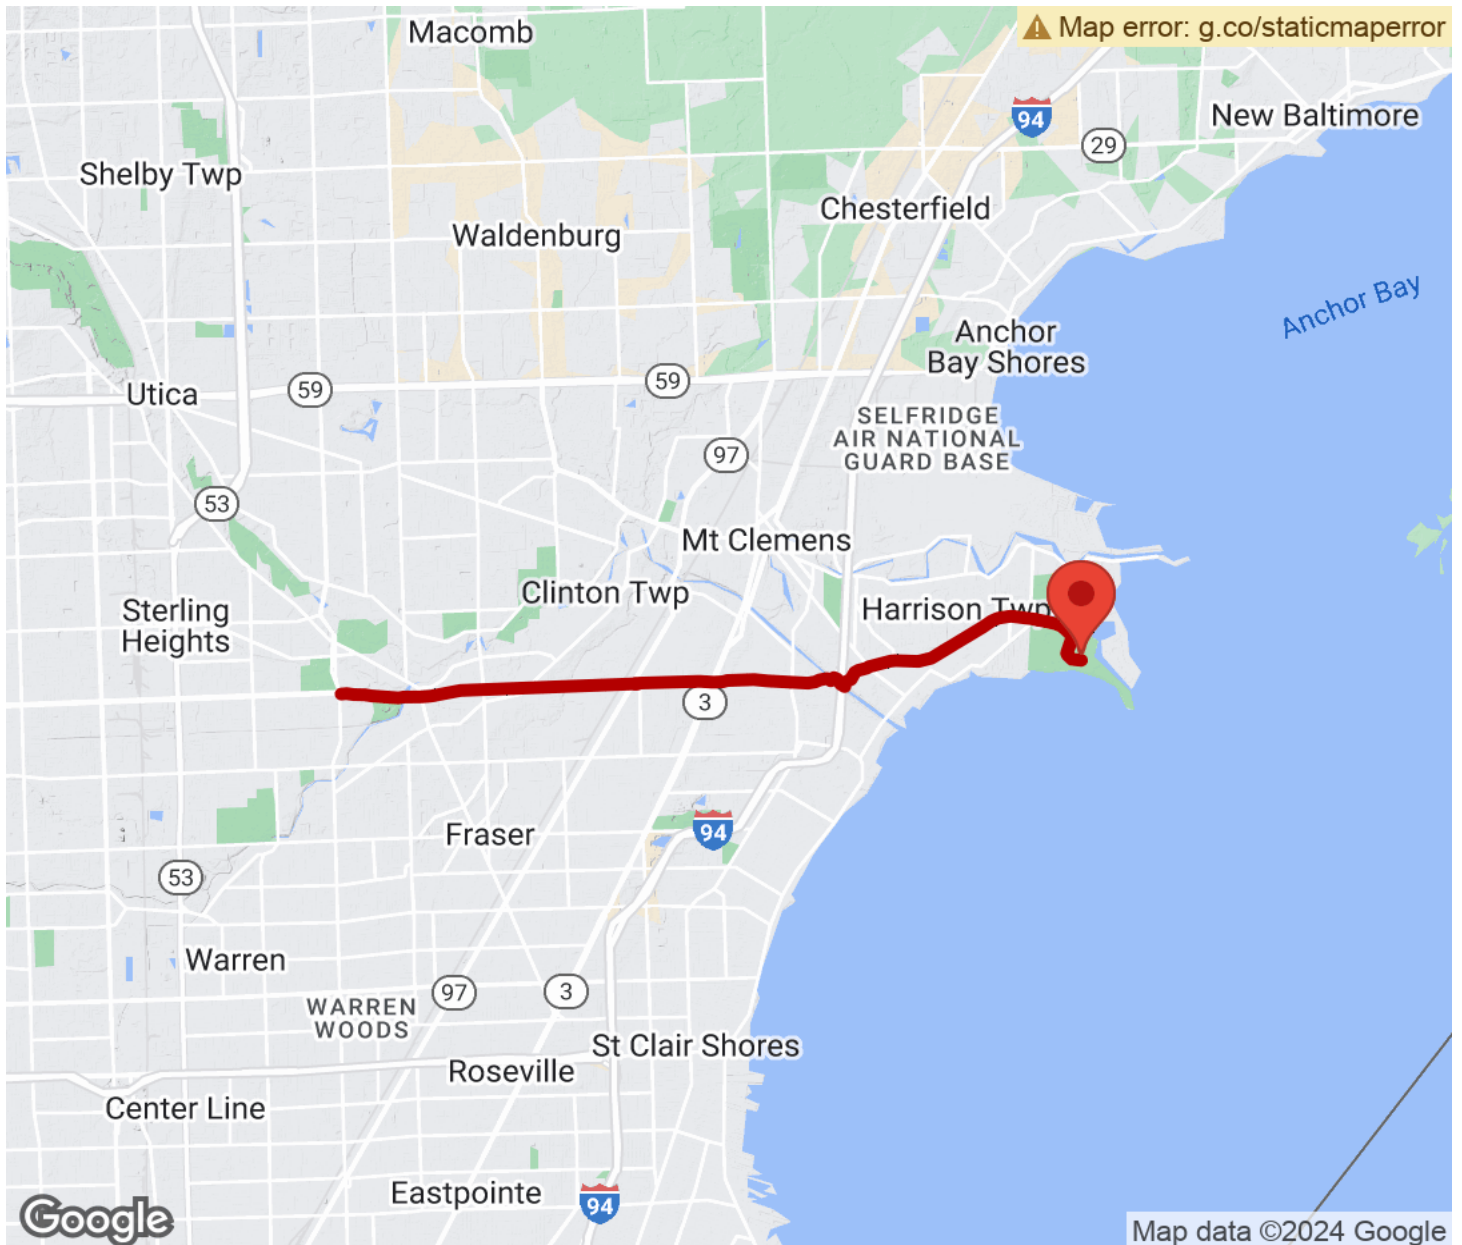 Macomb
Map error: g.co/staticmaperror
94
New Baltimore
29
Shelby Twp
Chesterfield
Waldenburg
Anchor Bay
Anchor
Bay Shores
59
59
Utica
SELFRIDGE
AIR NATIONAL
GUARD BASE
97
53
Mt Clemens
Clinton Twp
Harrison Twp
Sterling
Heights
3
94
Fraser
53
Warren
97
3
WARREN
WOODS
St Clair Shores
Roseville
Center Line
Eastpointe
94
Google
Map data ©2024 Google